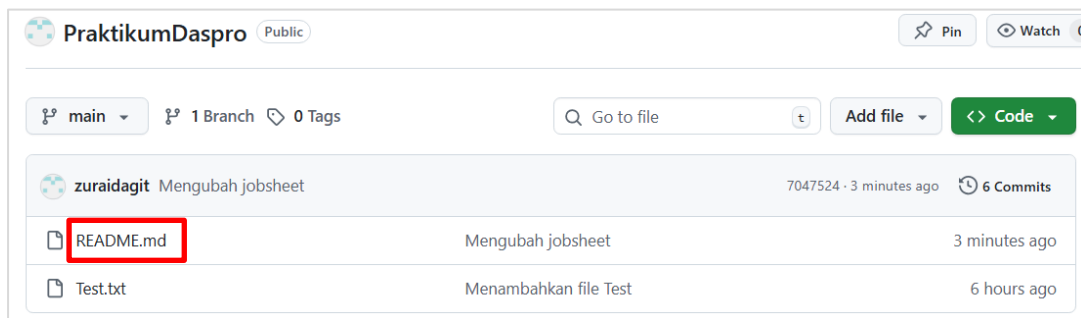 PraktikumDaspro Public Pin Watch
main 1 Branch 0 Tags Go to file t Add file Code
zuraidagit Mengubah jobsheet 7047524 · 3 minutes ago 6 Commits
README.md Mengubah jobsheet 3 minutes ago
Test.txt Menambahkan file Test 6 hours ago